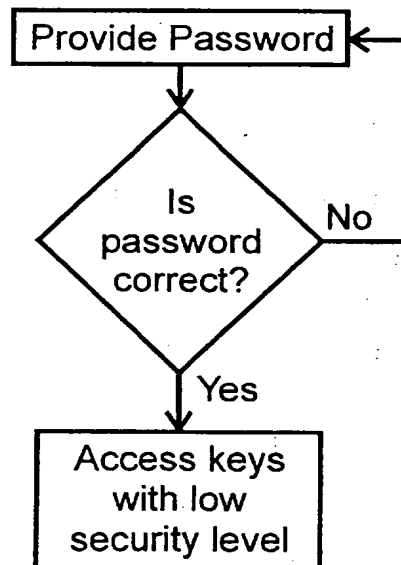 Provide Password
Is
password
correct?
No
Yes
Access keys
with low
security level